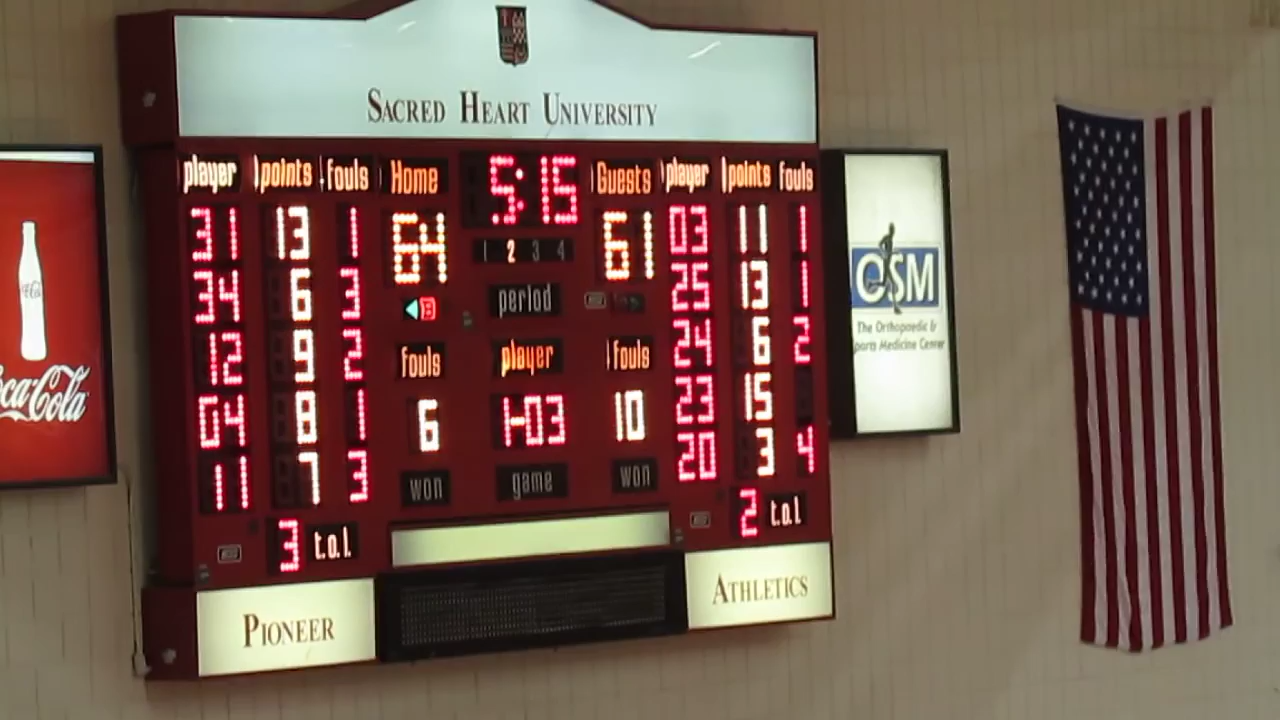 SACRED HEART UNIVERSITY
player points fouls Home 5:15 Guests player points fouls
31 13 1 64 1 2 3 4 61 03 11 1
34 6 3 period 25 13 1
12 9 2 fouls player fouls 24 6 2
04 8 1 6 1-03 10 23 15
11 7 3 won game won 20 3 4
3 t.o.l. 2 t.o.l.
PIONEER ATHLETICS
Coca-Cola
OSM
The Orthopaedic &
Sports Medicine Center